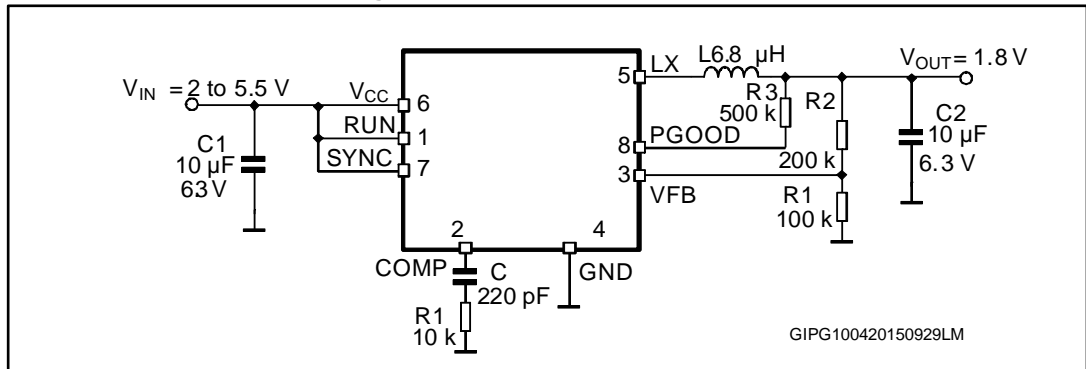 V_IN = 2 to 5.5 V
C1
10 µF
63 V
V_CC
RUN
SYNC
6
1
7
2
COMP
C
220 pF
R1
10 k
4
GND
5
LX
8
PGOOD
3
VFB
L6.8 µH
R3
500 k
R2
200 k
R1
100 k
V_OUT = 1.8 V
C2
10 µF
6.3 V
GIPG100420150929LM